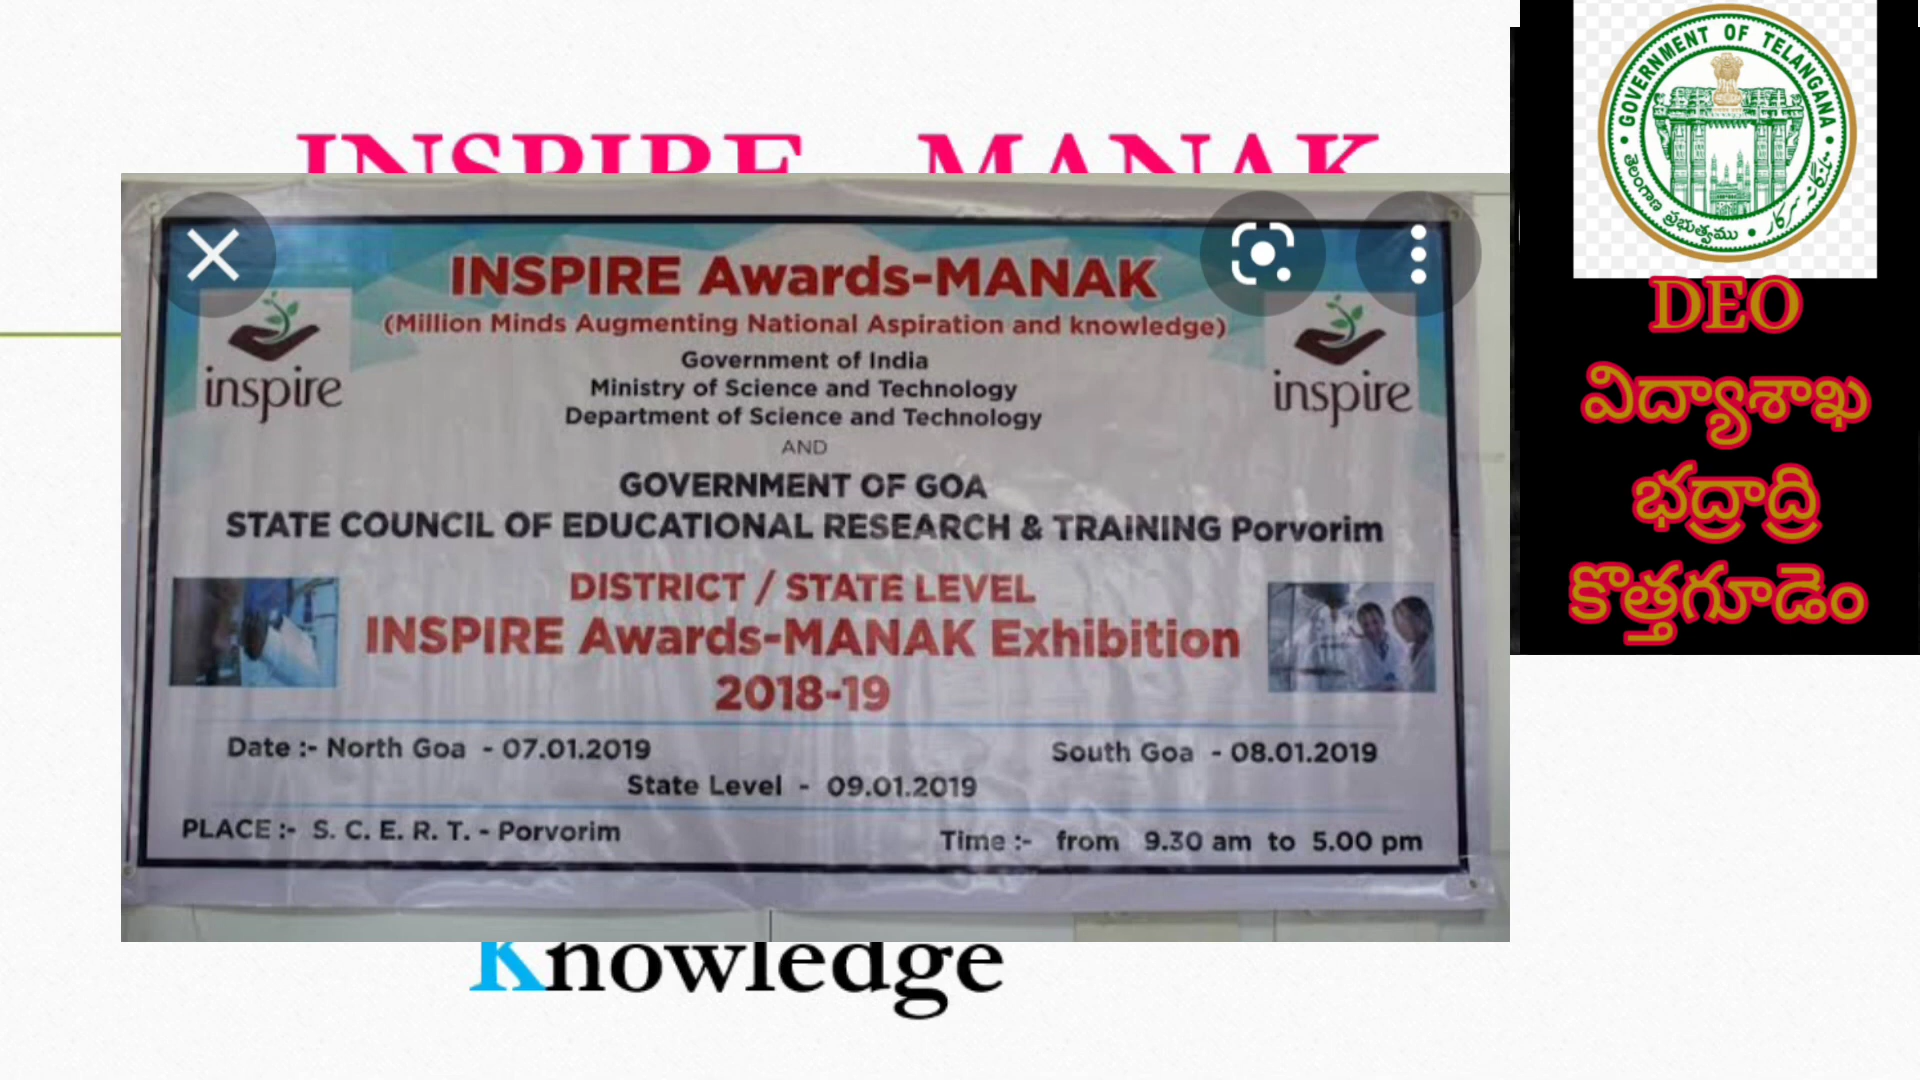 INSPIRE MANAK
INSPIRE Awards-MANAK
(Million Minds Augmenting National Aspiration and knowledge)
Government of India
Ministry of Science and Technology
Department of Science and Technology
AND
GOVERNMENT OF GOA
STATE COUNCIL OF EDUCATIONAL RESEARCH & TRAINING Porvorim
DISTRICT / STATE LEVEL
INSPIRE Awards-MANAK Exhibition
2018-19
Date :- North Goa - 07.01.2019 South Goa - 08.01.2019
State Level - 09.01.2019
PLACE :- S. C. E. R. T. - Porvorim Time :- from 9.30 am to 5.00 pm
inspire
inspire
Knowledge
GOVERNMENT OF TELANGANA
తెలంగాణ ప్రభుత్వము
DEO
విద్యాశాఖ
భద్రాద్రి
కొత్తగూడెం